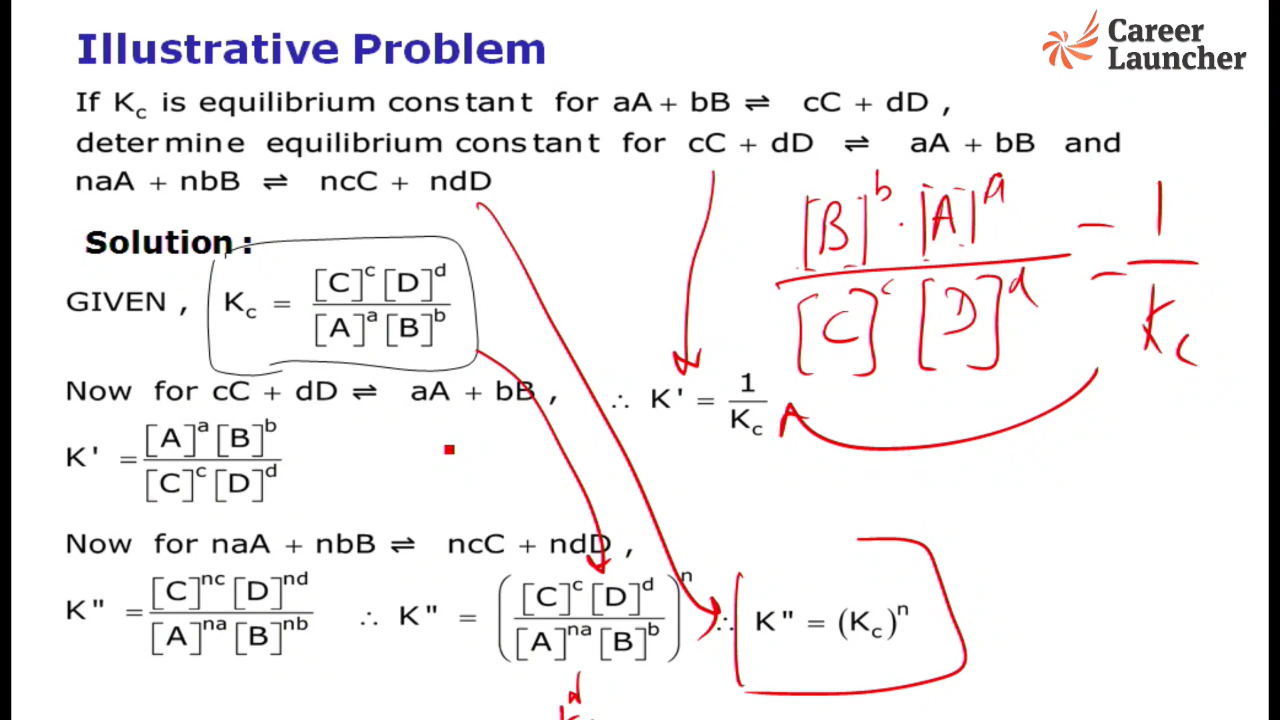 Illustrative Problem
Career
Launcher
If Kc is equilibrium constant for aA + bB ⇌ cC + dD ,
determine equilibrium constant for cC + dD ⇌ aA + bB and
naA + nbB ⇌ ncC + ndD
Solution :
[B]^b · [A]^a / [C]^c [D]^d = 1 / Kc
GIVEN , Kc = [C]^c [D]^d / [A]^a [B]^b
Now for cC + dD ⇌ aA + bB , ∴ K' = 1 / Kc
K' = [A]^a [B]^b / [C]^c [D]^d
Now for naA + nbB ⇌ ncC + ndD ,
K" = [C]^nc [D]^nd / [A]^na [B]^nb ∴ K" = ([C]^c [D]^d / [A]^na [B]^b)^n ∴ K" = (Kc)^n